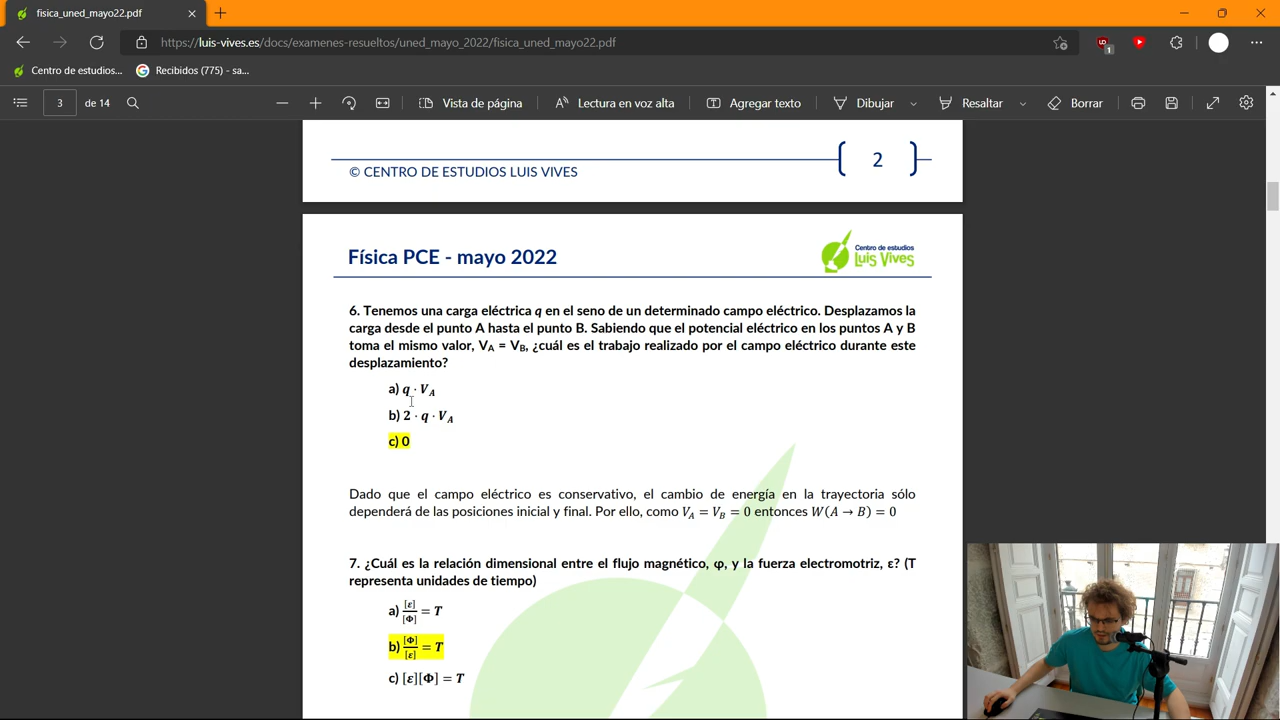 fisica_uned_mayo22.pdf
https://luis-vives.es/docs/examenes-resueltos/uned_mayo_2022/fisica_uned_mayo22.pdf
1
Centro de estudios...
Recibidos (775) - sa...
3 de 14
Vista de página
Lectura en voz alta
Agregar texto
Dibujar
Resaltar
Borrar
© CENTRO DE ESTUDIOS LUIS VIVES
2
Física PCE - mayo 2022
Centro de estudios
Luis Vives
6. Tenemos una carga eléctrica q en el seno de un determinado campo eléctrico. Desplazamos la
carga desde el punto A hasta el punto B. Sabiendo que el potencial eléctrico en los puntos A y B
toma el mismo valor, V_A = V_B, ¿cuál es el trabajo realizado por el campo eléctrico durante este
desplazamiento?
a) q · V_A
b) 2 · q · V_A
c) 0
Dado que el campo eléctrico es conservativo, el cambio de energía en la trayectoria sólo
dependerá de las posiciones inicial y final. Por ello, como V_A = V_B = 0 entonces W(A → B) = 0
7. ¿Cuál es la relación dimensional entre el flujo magnético, φ, y la fuerza electromotriz, ε? (T
representa unidades de tiempo)
a) [ε]/[Φ] = T
b) [Φ]/[ε] = T
c) [ε][Φ] = T